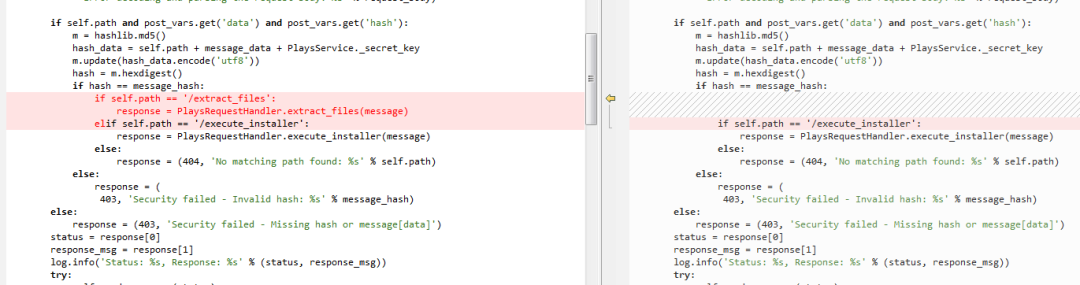 if self.path and post_vars.get('data') and post_vars.get('hash'):
m = hashlib.md5()
hash_data = self.path + message_data + PlaysService._secret_key
m.update(hash_data.encode('utf8'))
hash = m.hexdigest()
if hash == message_hash:
if self.path == '/extract_files':
response = PlaysRequestHandler.extract_files(message)
elif self.path == '/execute_installer':
response = PlaysRequestHandler.execute_installer(message)
else:
response = (404, 'No matching path found: %s' % self.path)
else:
response = (
403, 'Security failed - Invalid hash: %s' % message_hash)
else:
response = (403, 'Security failed - Missing hash or message[data]')
status = response[0]
response_msg = response[1]
log.info('Status: %s, Response: %s' % (status, response_msg))
try:
if self.path and post_vars.get('data') and post_vars.get('hash'):
m = hashlib.md5()
hash_data = self.path + message_data + PlaysService._secret_key
m.update(hash_data.encode('utf8'))
hash = m.hexdigest()
if hash == message_hash:
if self.path == '/execute_installer':
response = PlaysRequestHandler.execute_installer(message)
else:
response = (404, 'No matching path found: %s' % self.path)
else:
response = (
403, 'Security failed - Invalid hash: %s' % message_hash)
else:
response = (403, 'Security failed - Missing hash or message[data]')
status = response[0]
response_msg = response[1]
log.info('Status: %s, Response: %s' % (status, response_msg))
try: